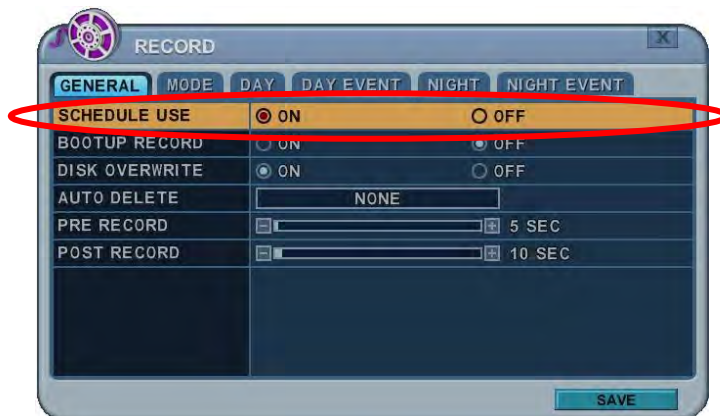 RECORD
X
GENERAL MODE DAY DAY EVENT NIGHT NIGHT EVENT
SCHEDULE USE ON OFF
BOOTUP RECORD ON OFF
DISK OVERWRITE ON OFF
AUTO DELETE NONE
PRE RECORD 5 SEC
POST RECORD 10 SEC
SAVE